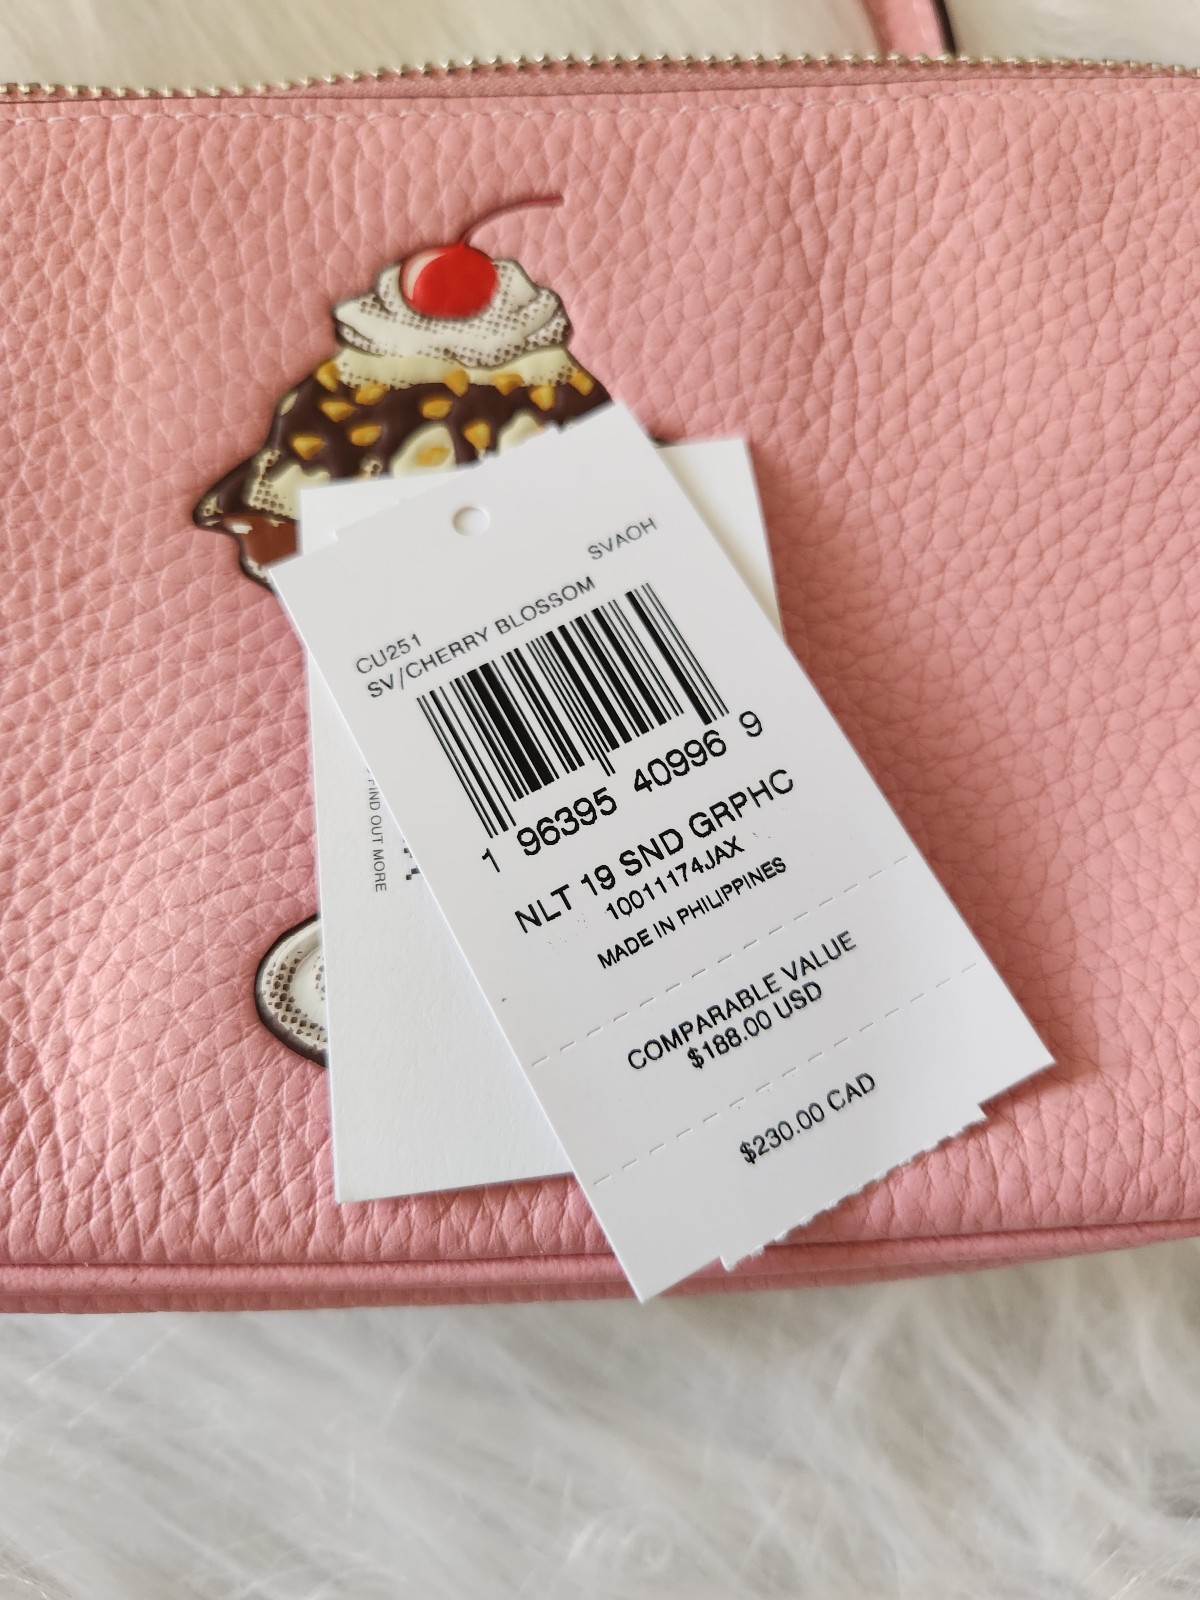 SVAOH
CU251
SV/CHERRY BLOSSOM
1 96395 40996 9
NLT 19 SND GRPHC
10011174JAX
MADE IN PHILIPPINES
COMPARABLE VALUE
$188.00 USD
$230.00 CAD
FIND OUT MORE